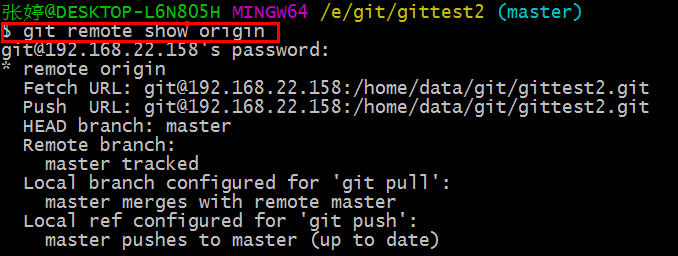 张婷@DESKTOP-L6N805H MINGW64 /e/git/gittest2 (master)
$ git remote show origin
git@192.168.22.158's password:
* remote origin
  Fetch URL: git@192.168.22.158:/home/data/git/gittest2.git
  Push  URL: git@192.168.22.158:/home/data/git/gittest2.git
  HEAD branch: master
  Remote branch:
    master tracked
  Local branch configured for 'git pull':
    master merges with remote master
  Local ref configured for 'git push':
    master pushes to master (up to date)